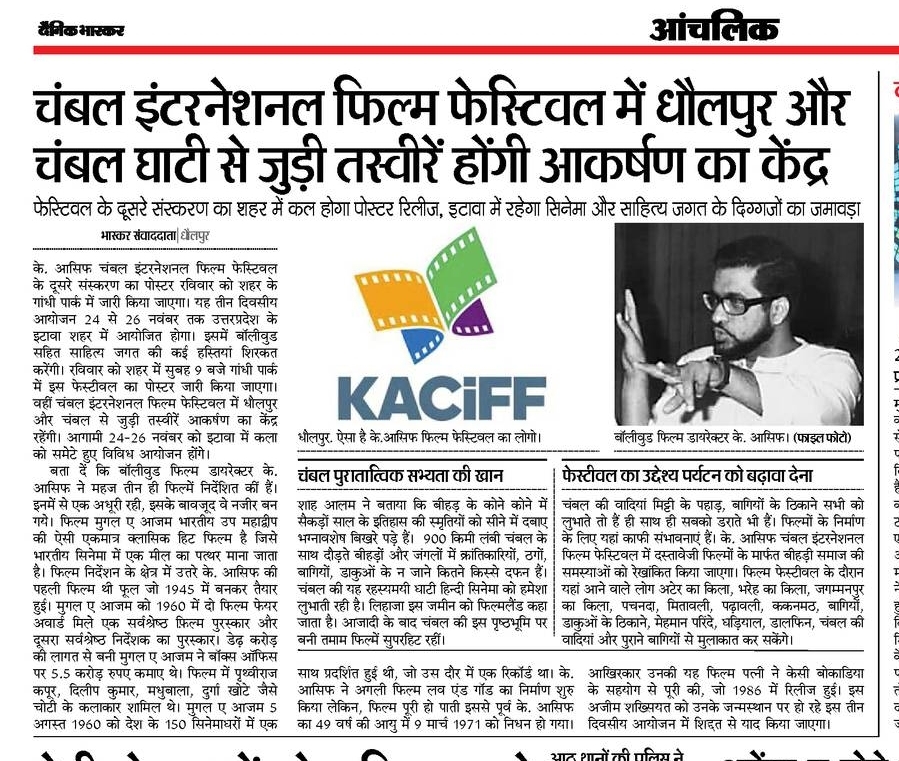 दैनिक भास्कर
आंचलिक
चंबल इंटरनेशनल फिल्म फेस्टिवल में धौलपुर और
चंबल घाटी से जुड़ी तस्वीरें होंगी आकर्षण का केंद्र
फेस्टिवल के दूसरे संस्करण का शहर में कल होगा पोस्टर रिलीज, इटावा में रहेगा सिनेमा और साहित्य जगत के दिग्गजों का जमावड़ा
भास्कर संवाददाता|धौलपुर
के. आसिफ चंबल इंटरनेशनल फिल्म फेस्टिवल
के दूसरे संस्करण का पोस्टर रविवार को शहर के
गांधी पार्क में जारी किया जाएगा। यह तीन दिवसीय
आयोजन 24 से 26 नवंबर तक उत्तरप्रदेश के
इटावा शहर में आयोजित होगा। इसमें बॉलीवुड
सहित साहित्य जगत की कई हस्तियां शिरकत
करेंगी। रविवार को शहर में सुबह 9 बजे गांधी पार्क
में इस फेस्टीवल का पोस्टर जारी किया जाएगा।
वहीं चंबल इंटरनेशनल फिल्म फेस्टिवल में धौलपुर
और चंबल से जुड़ी तस्वीरें आकर्षण का केंद्र
रहेंगी। आगामी 24-26 नवंबर को इटावा में कला
को समेटे हुए विविध आयोजन होंगे।
बता दें कि बॉलीवुड फिल्म डायरेक्टर के.
आसिफ ने महज तीन ही फिल्में निर्देशित कीं हैं।
इनमें से एक अधूरी रही, इसके बावजूद वे नजीर बन
गये। फिल्म मुगल ए आजम भारतीय उप महाद्वीप
की ऐसी एकमात्र क्लासिक हिट फिल्म है जिसे
भारतीय सिनेमा में एक मील का पत्थर माना जाता
है। फिल्म निर्देशन के क्षेत्र में उतरे के. आसिफ की
पहली फिल्म थी फूल जो 1945 में बनकर तैयार
हुई। मुगल ए आजम को 1960 में दो फिल्म फेयर
अवार्ड मिले एक सर्वश्रेष्ठ फ़िल्म पुरस्कार और
दूसरा सर्वश्रेष्ठ निर्देशक का पुरस्कार। डेढ़ करोड़
की लागत से बनी मुगल ए आजम ने बॉक्स ऑफिस
पर 5.5 करोड़ रुपए कमाए थे। फिल्म में पृथ्वीराज
कपूर, दिलीप कुमार, मधुबाला, दुर्गा खोटे जैसे
चोटी के कलाकार शामिल थे। मुगल ए आजम 5
अगस्त 1960 को देश के 150 सिनेमाघरों में एक
KACiFF
धौलपुर. ऐसा है के.आसिफ फिल्म फेस्टिवल का लोगो।
बॉलीवुड फिल्म डायरेक्टर के. आसिफ। (फाइल फोटो)
चंबल पुरातात्विक सभ्यता की खान
शाह आलम ने बताया कि बीहड़ के कोने कोने में
सैकड़ों साल के इतिहास की स्मृतियों को सीने में दबाए
भग्नावशेष बिखरे पड़े हैं। 900 किमी लंबी चंबल के
साथ दौड़ते बीहड़ों और जंगलों में क्रांतिकारियों, ठगों,
बागियों, डाकुओं के न जाने कितने किस्से दफन हैं।
चंबल की यह रहस्यमयी घाटी हिन्दी सिनेमा को हमेशा
लुभाती रही है। लिहाजा इस जमीन को फिल्मलैंड कहा
जाता है। आजादी के बाद चंबल की इस पृष्ठभूमि पर
बनी तमाम फिल्में सुपरहिट रहीं।
फेस्टीवल का उद्देश्य पर्यटन को बढ़ावा देना
चंबल की वादियां मिट्टी के पहाड़, बागियों के ठिकाने सभी को
लुभाते तो हैं ही साथ ही सबको डराते भी हैं। फिल्मों के निर्माण
के लिए यहां काफी संभावनाएं हैं। के. आसिफ चंबल इंटरनेशनल
फिल्म फेस्टिवल में दस्तावेजी फिल्मों के मार्फत बीहड़ी समाज की
समस्याओं को रेखांकित किया जाएगा। फिल्म फेस्टीवल के दौरान
यहां आने वाले लोग अटेर का किला, भरेह का किला, जगम्मनपुर
का किला, पचनदा, मितावली, पढ़ावली, ककनमठ, बागियों,
डाकुओं के ठिकाने, मेहमान परिंदे, घड़ियाल, डालफिन, चंबल की
वादियां और पुराने बागियों से मुलाकात कर सकेंगे।
साथ प्रदर्शित हुई थी, जो उस दौर में एक रिकॉर्ड था। के.
आसिफ ने अगली फिल्म लव एंड गॉड का निर्माण शुरु
किया लेकिन, फिल्म पूरी हो पाती इससे पूर्व के. आसिफ
का 49 वर्ष की आयु में 9 मार्च 1971 को निधन हो गया।
आखिरकार उनकी यह फिल्म पत्नी ने केसी बोकाडिया
के सहयोग से पूरी की, जो 1986 में रिलीज हुई। इस
अजीम शख्सियत को उनके जन्मस्थान पर हो रहे इस तीन
दिवसीय आयोजन में शिद्दत से याद किया जाएगा।
आठ थानों की पुलिस ने